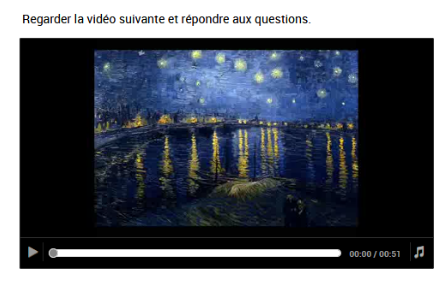 Regarder la vidéo suivante et répondre aux questions.
00:00 / 00:51